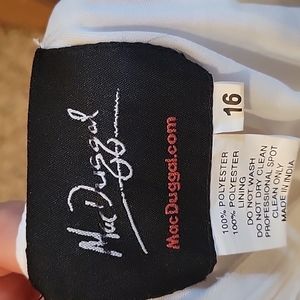 Mac Duggal
MacDuggal.com
16
100% POLYESTER
100% POLYESTER
LINING
DO NOT WASH
DO NOT DRY CLEAN
PROFESSIONAL SPOT
CLEAN ONLY
MADE IN INDIA